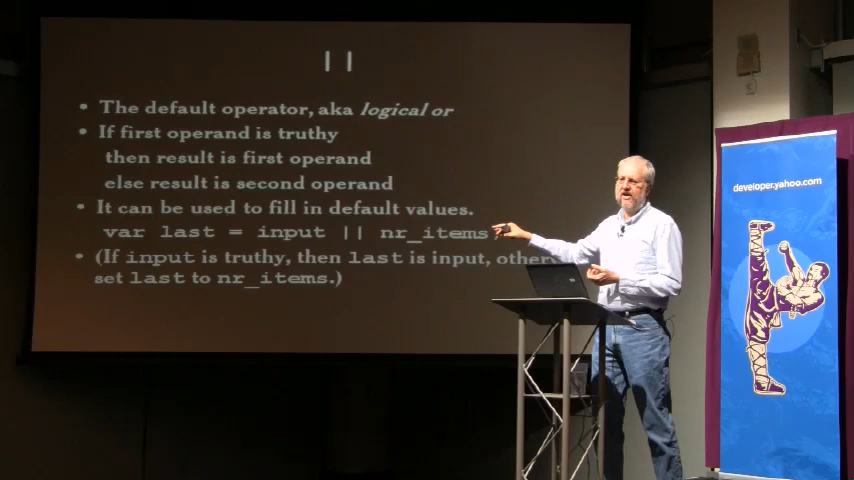 ||
• The default operator, aka logical or
• If first operand is truthy
then result is first operand
else result is second operand
• It can be used to fill in default values.
var last = input || nr_items
• (If input is truthy, then last is input,
set last to nr_items.)
developer.yahoo.com